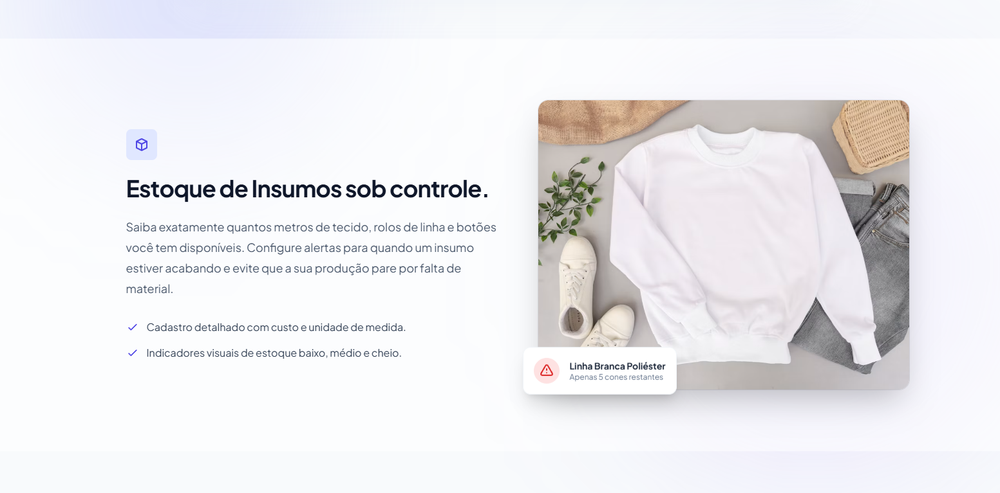 Estoque de Insumos sob controle.
Saiba exatamente quantos metros de tecido, rolos de linha e botões
você tem disponíveis. Configure alertas para quando um insumo
estiver acabando e evite que a sua produção pare por falta de
material.
Cadastro detalhado com custo e unidade de medida.
Indicadores visuais de estoque baixo, médio e cheio.
Linha Branca Poliéster
Apenas 5 cones restantes